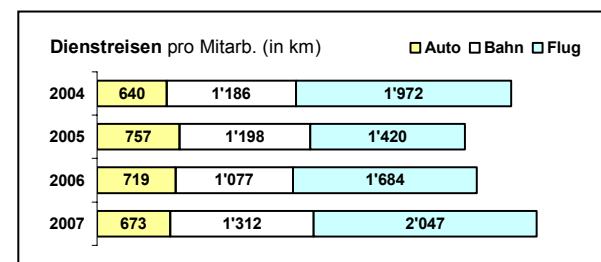 Dienstreisen pro Mitarb. (in km) Auto Bahn Flug
2004 640 1'186 1'972
2005 757 1'198 1'420
2006 719 1'077 1'684
2007 673 1'312 2'047